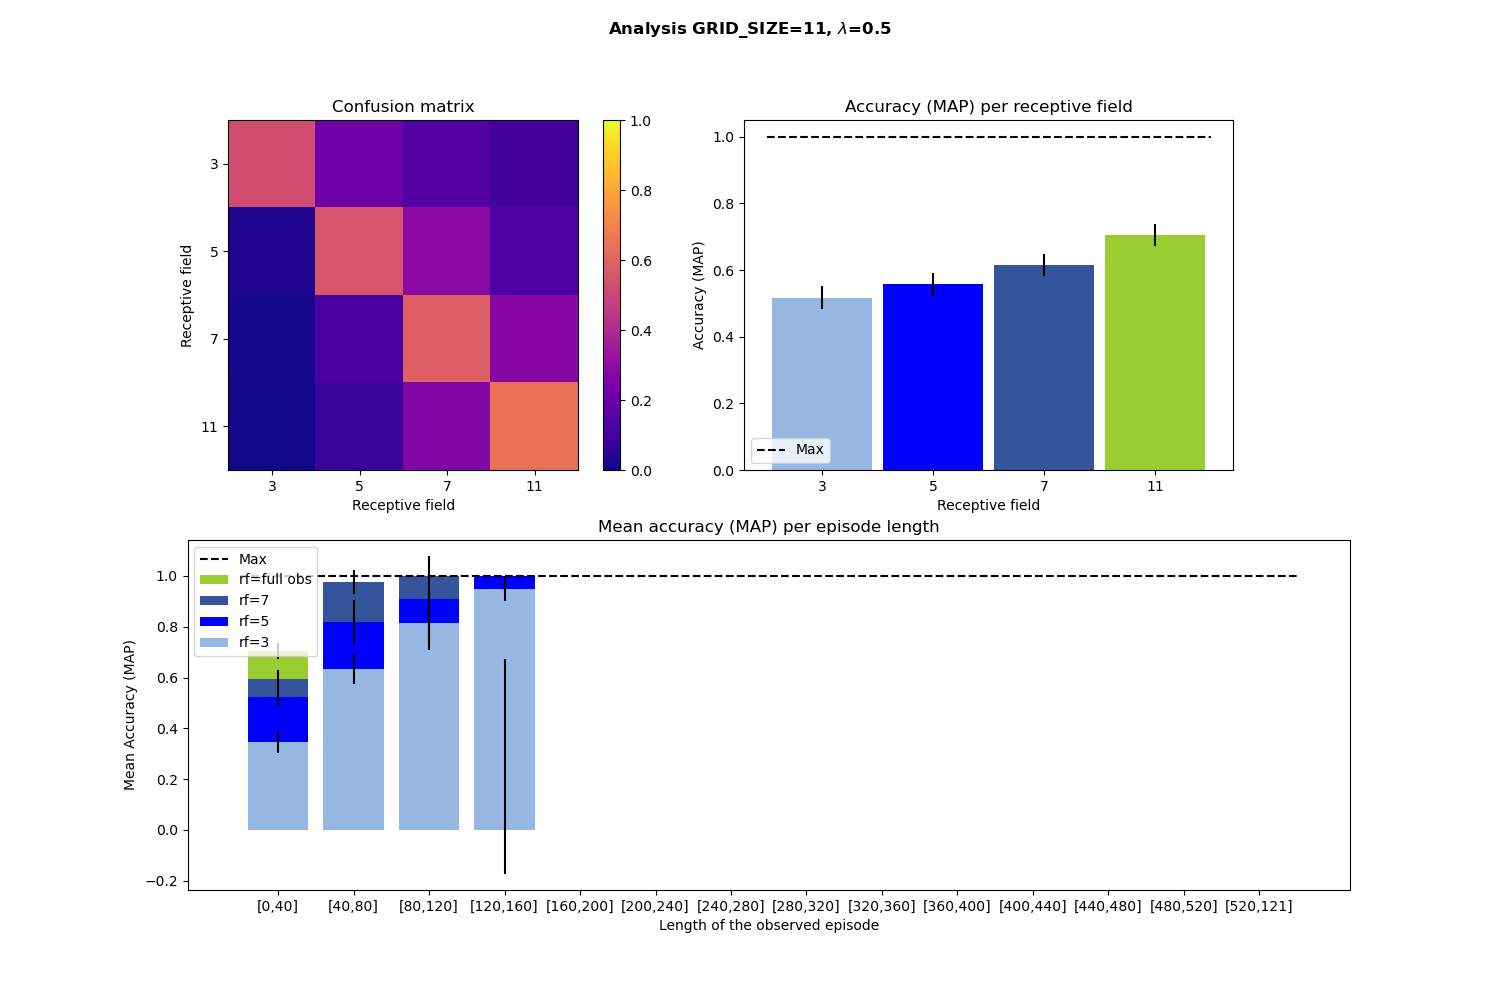 Analysis GRID_SIZE=11, λ=0.5
Confusion matrix
Receptive field
3
5
7
11
3 5 7 11
Receptive field
1.0
0.8
0.6
0.4
0.2
0.0
Accuracy (MAP) per receptive field
Accuracy (MAP)
1.0
0.8
0.6
0.4
0.2
0.0
Max
3 5 7 11
Receptive field
Mean accuracy (MAP) per episode length
Mean Accuracy (MAP)
1.0
0.8
0.6
0.4
0.2
0.0
−0.2
Max
rf=full obs
rf=7
rf=5
rf=3
[0,40] [40,80] [80,120] [120,160] [160,200] [200,240] [240,280] [280,320] [320,360] [360,400] [400,440] [440,480] [480,520] [520,121]
Length of the observed episode